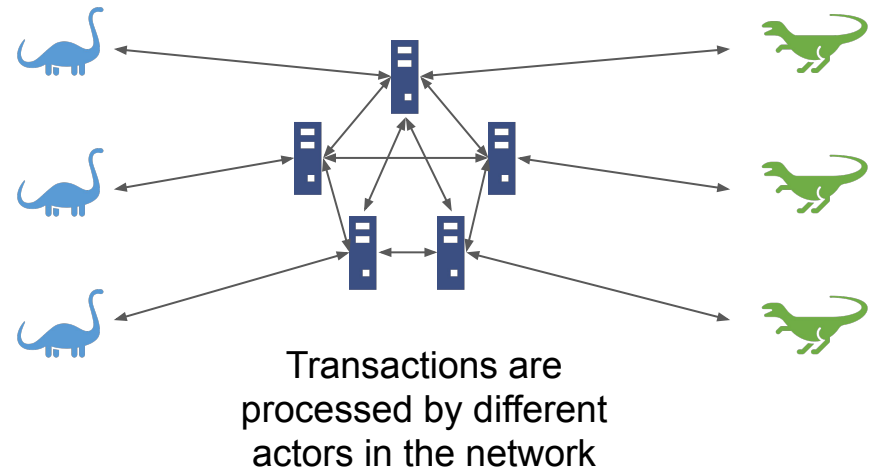 Transactions are
processed by different
actors in the network